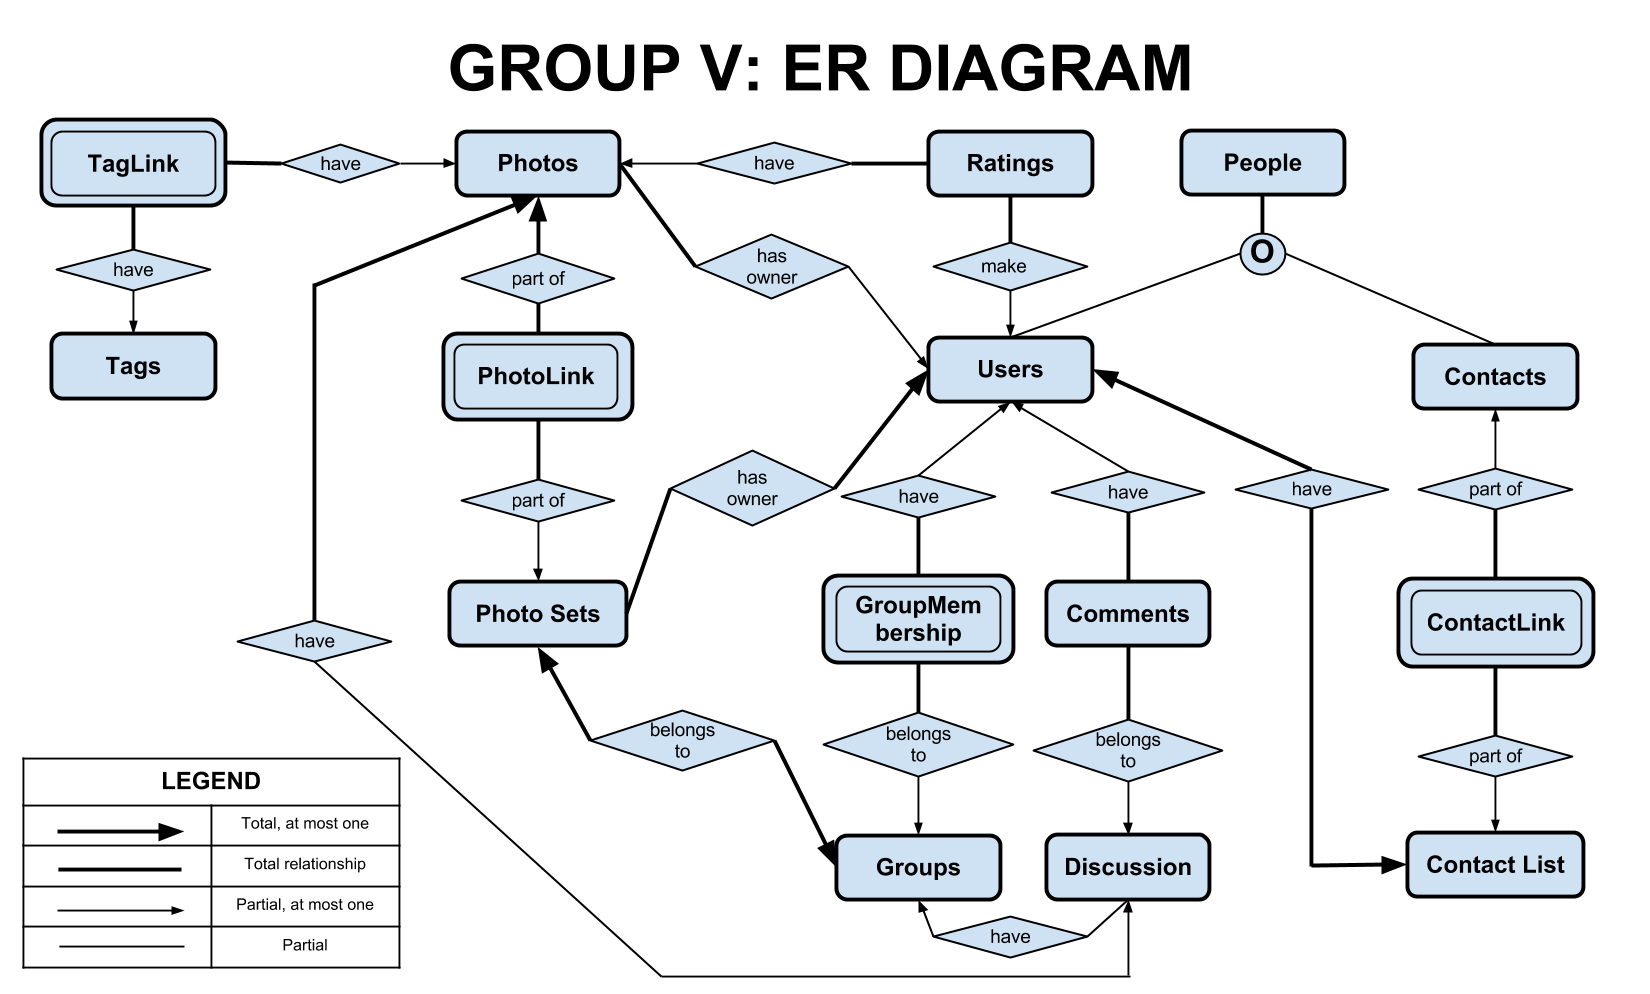 GROUP V: ER DIAGRAM
TagLink
have
Photos
have
Ratings
People
have
part of
has
owner
make
O
Tags
PhotoLink
Users
Contacts
part of
has
owner
have
have
have
part of
Photo Sets
GroupMem
bership
Comments
ContactLink
have
belongs
to
belongs
to
belongs
to
part of
Groups
Discussion
Contact List
have
LEGEND
Total, at most one
Total relationship
Partial, at most one
Partial